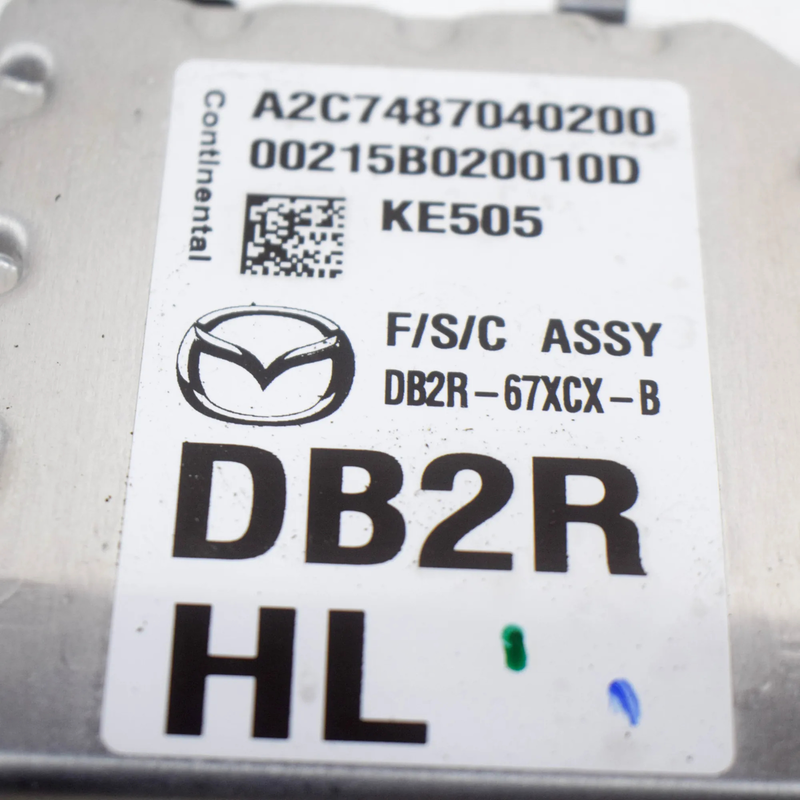 Continental
A2C7487040200
00215B020010D
KE505
F/S/C ASSY
DB2R-67XCX-B
DB2R
HL